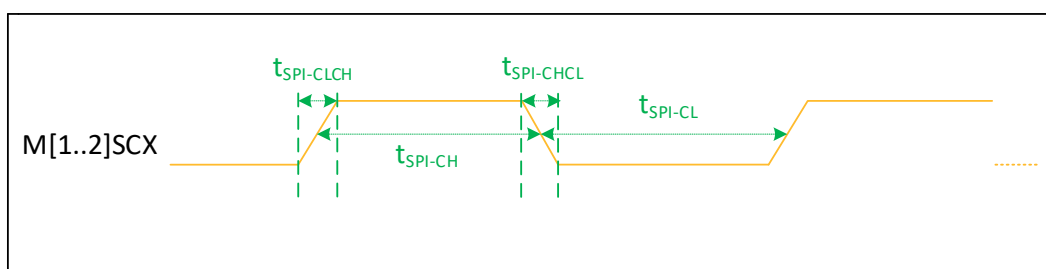 tSPI-CLCH
tSPI-CHCL
tSPI-CL
M[1..2]SCX
tSPI-CH